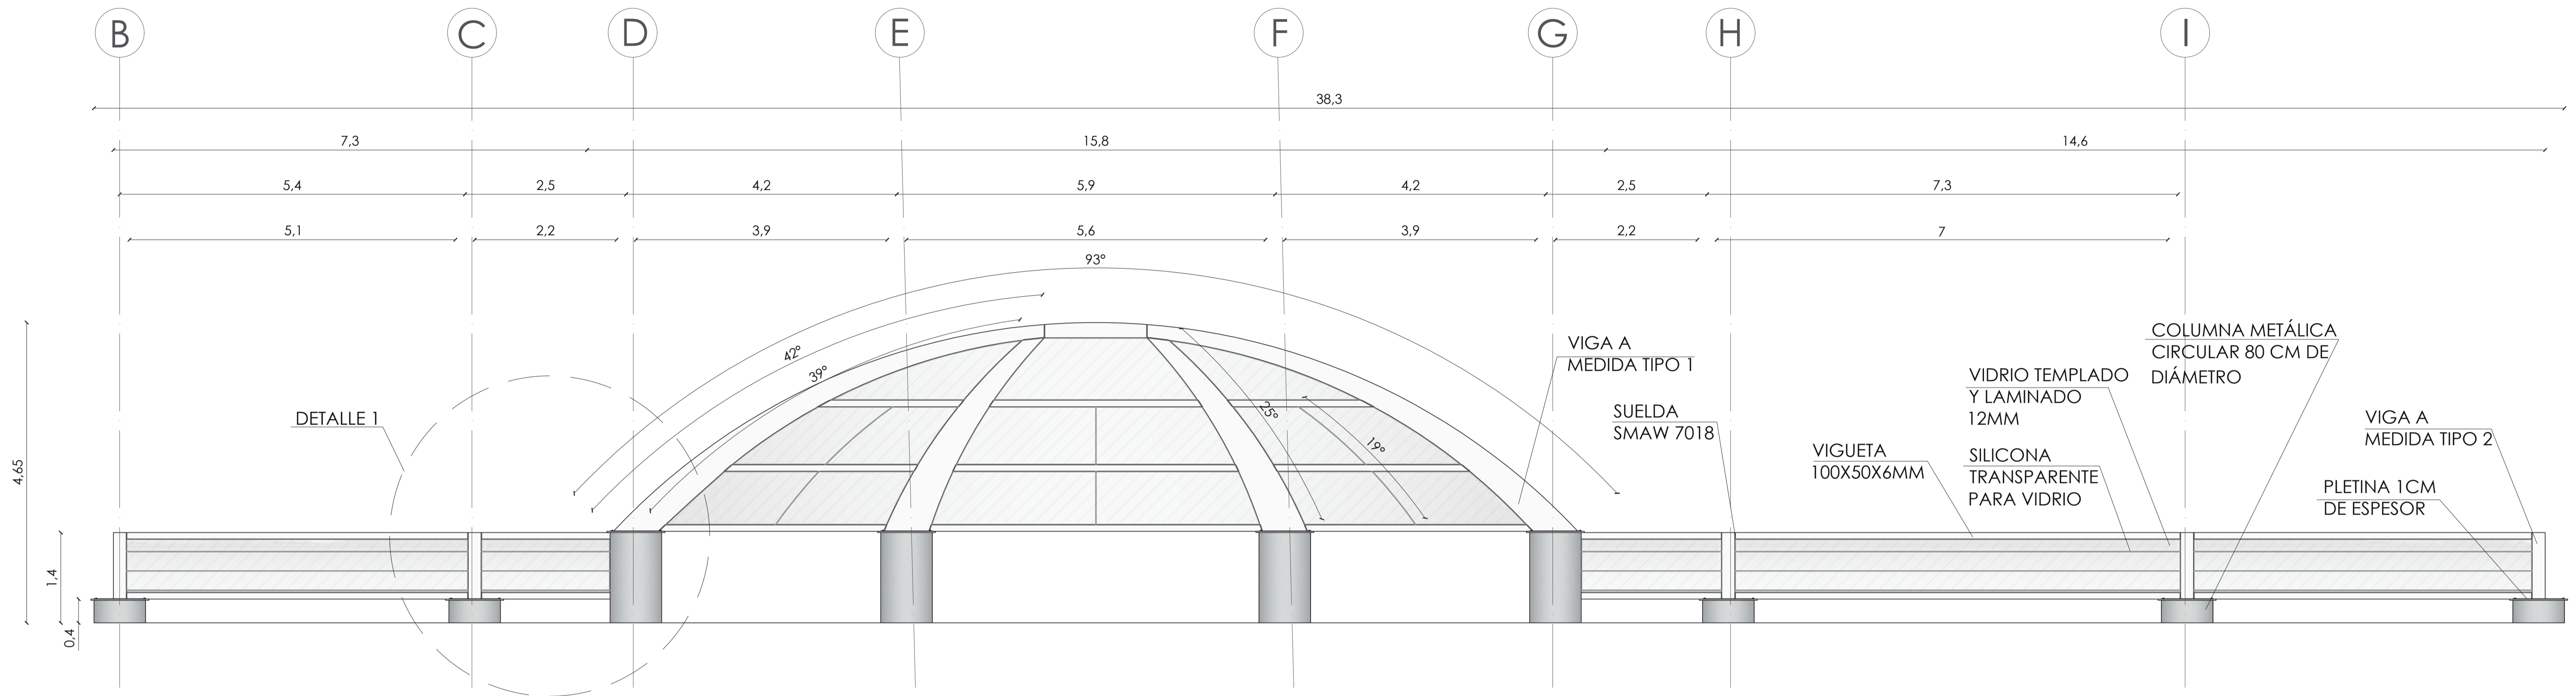 B C D E F G H I
38,3
7,3 15,8 14,6
5,4 2,5 4,2 5,9 4,2 2,5 7,3
5,1 2,2 3,9 5,6 3,9 2,2 7
93°
42°
39°
25°
19°
4,65
1,4
0,4
DETALLE 1
VIGA A
MEDIDA TIPO 1
SUELDA
SMAW 7018
VIGUETA
100X50X6MM
VIDRIO TEMPLADO
Y LAMINADO
12MM
SILICONA
TRANSPARENTE
PARA VIDRIO
COLUMNA METÁLICA
CIRCULAR 80 CM DE
DIÁMETRO
VIGA A
MEDIDA TIPO 2
PLETINA 1CM
DE ESPESOR